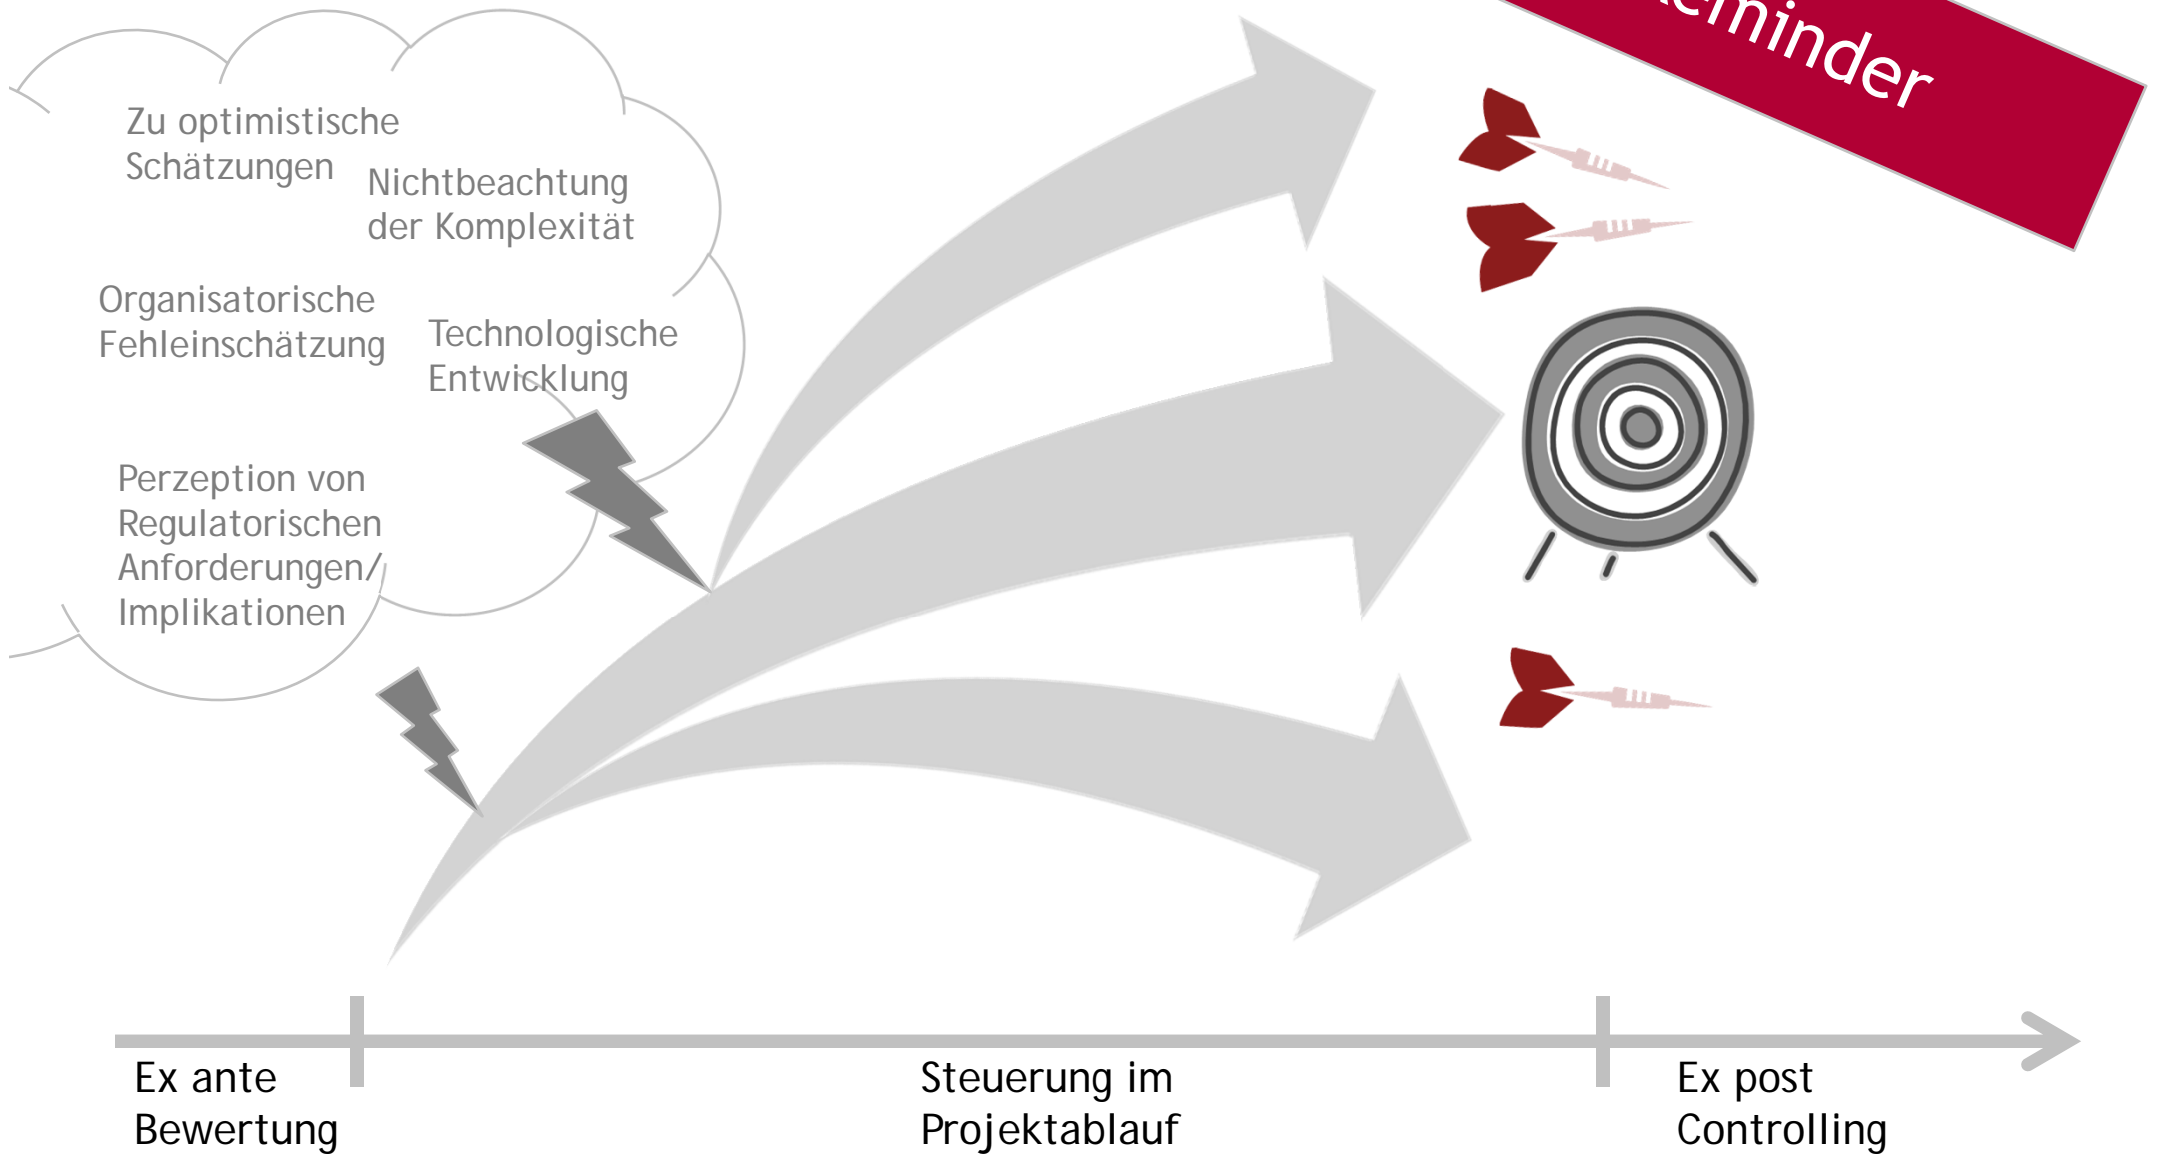 Reminder
Zu optimistische
Schätzungen
Nichtbeachtung
der Komplexität
Organisatorische
Fehleinschätzung
Technologische
Entwicklung
Perzeption von
Regulatorischen
Anforderungen/
Implikationen
Ex ante
Bewertung
Steuerung im
Projektablauf
Ex post
Controlling